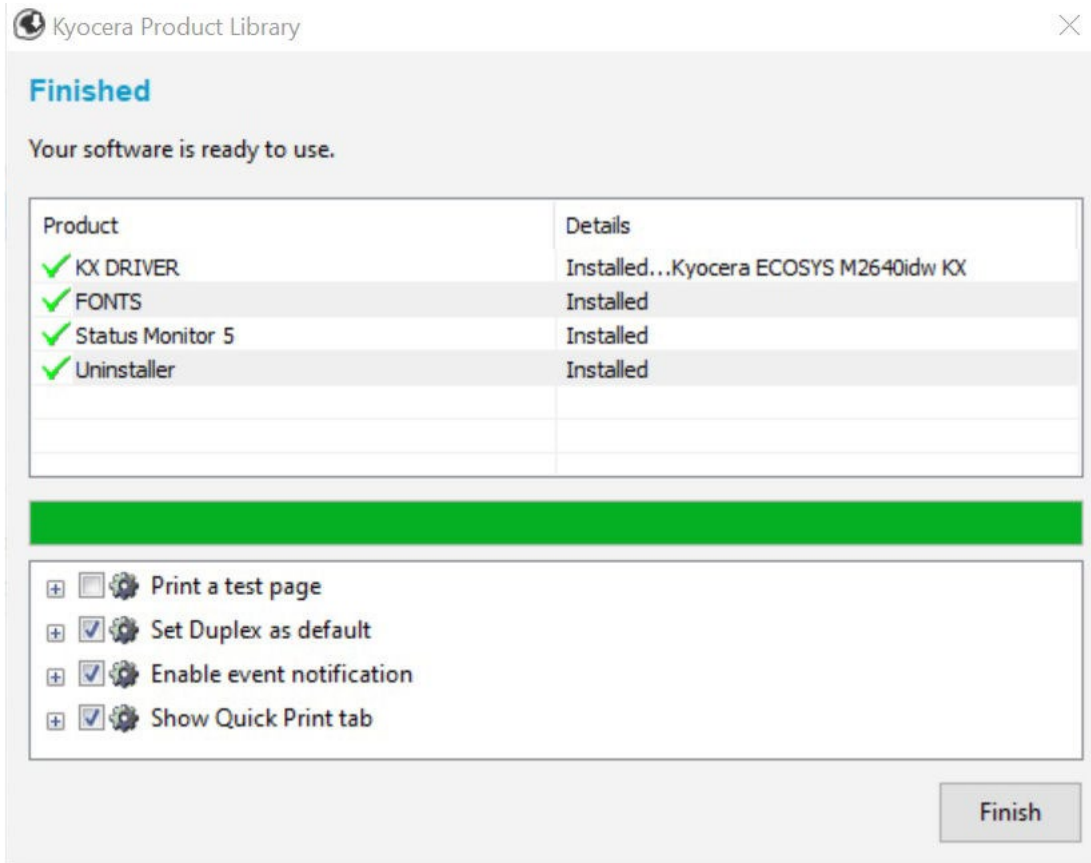 Kyocera Product Library
Finished
Your software is ready to use.
Product Details
KX DRIVER Installed...Kyocera ECOSYS M2640idw KX
FONTS Installed
Status Monitor 5 Installed
Uninstaller Installed
Print a test page
Set Duplex as default
Enable event notification
Show Quick Print tab
Finish